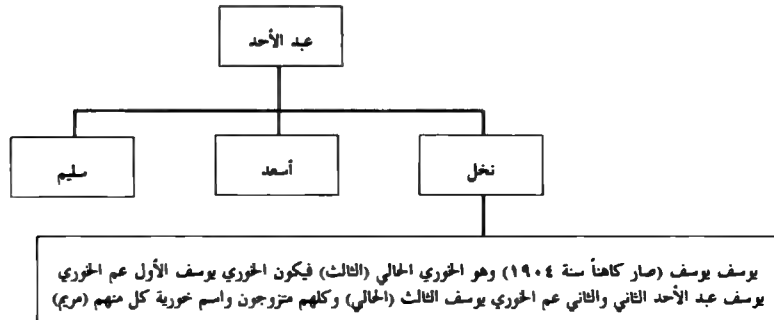 عبد الأحد
نخل
أسعد
سليم
يوسف يوسف (صار كاهناً سنة ١٩٠٤) وهو الخوري الحالي (الثالث) فيكون الخوري يوسف الأول عم الخوري
يوسف عبد الأحد الثاني والثاني عم الخوري يوسف الثالث (الحالي) وكلهم متزوجون واسم خورية كل منهم (مريم)